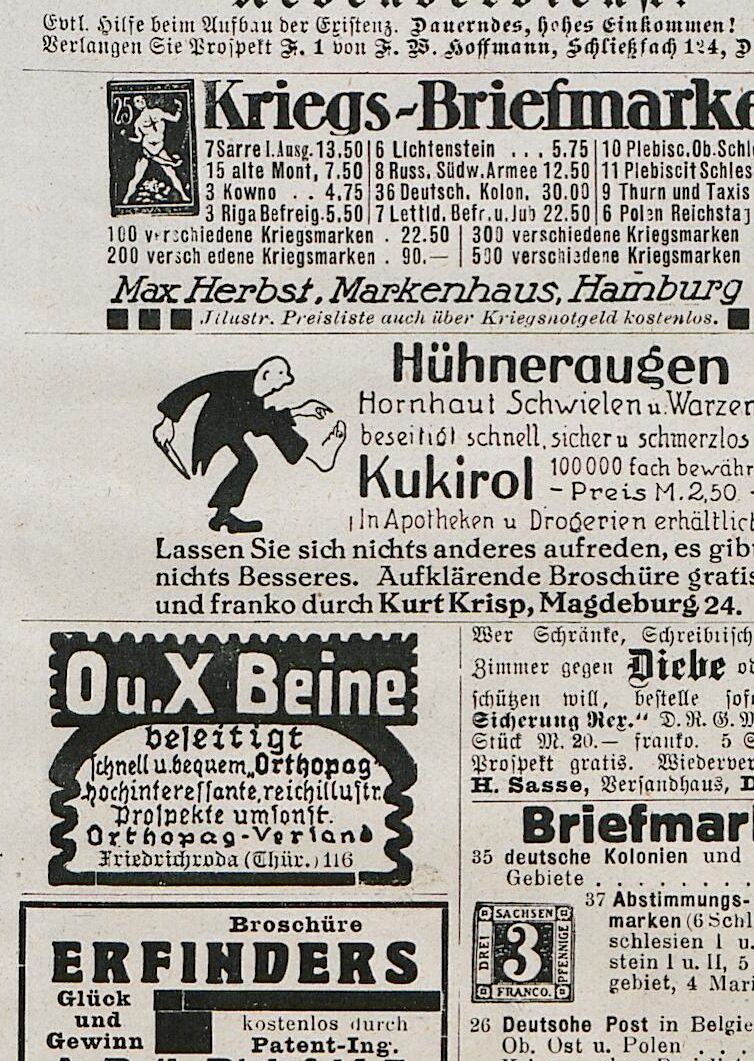 Evtl. Hilfe beim Aufbau der Existenz. Dauerndes, hohes Einkommen!
Verlangen Sie Prospekt F. 1 von F. W. Hoffmann, Schließfach 124, D
25
Kriegs-Briefmarke
7 Sarre I. Ausg. 13.50 | 6 Lichtenstein . . . 5.75 | 10 Plebisc. Ob. Schle
15 alte Mont, 7.50 | 8 Russ. Südw. Armee 12.50 | 11 Plebiscit Schles
3 Kowno . . 4.75 | 36 Deutsch. Kolon. 30.00 | 9 Thurn und Taxis
3 Riga Befreig. 5.50 | 7 Lettld. Befr. u. Jub 22.50 | 6 Polen Reichstag
100 verschiedene Kriegsmarken . 22.50 | 300 verschiedene Kriegsmarken
200 verschiedene Kriegsmarken . 90.— | 500 verschiedene Kriegsmarken
Max Herbst, Markenhaus, Hamburg
Jllustr. Preisliste auch über Kriegsnotgeld kostenlos.
Hühneraugen
Hornhaut Schwielen u. Warzen
beseitigt schnell, sicher u schmerzlos
Kukirol
100000 fach bewähr
- Preis M. 2,50.
In Apotheken u Drogerien erhältlich
Lassen Sie sich nichts anderes aufreden, es gibt
nichts Besseres. Aufklärende Broschüre gratis
und franko durch Kurt Krisp, Magdeburg 24.
O u. X Beine
beseitigt
schnell u. bequem „Orthopag"
hochinteressante, reich illustr.
Prospekte umsonst.
Orthopag-Versand
Friedrichroda (Thür.) 116
Broschüre
ERFINDERS
Glück
und
Gewinn
kostenlos durch
Patent-Ing.
Wer Schränke, Schreibtisch
Zimmer gegen Diebe od
schützen will, bestelle sofo
Sicherung Rex." D. R. G. M
Stück M. 20.— franko. 5 S
Prospekt gratis. Wiederver
H. Sasse, Versandhaus, D
Briefmar
35 deutsche Kolonien und
Gebiete . . . . . . .
SACHSEN
DREI
3
PFENNIGE
FRANCO.
37 Abstimmungs-
marken (6 Schl
schlesien I u.
stein I u. II, 5
gebiet, 4 Mari
26 Deutsche Post in Belgie
Ob. Ost u. Polen . .